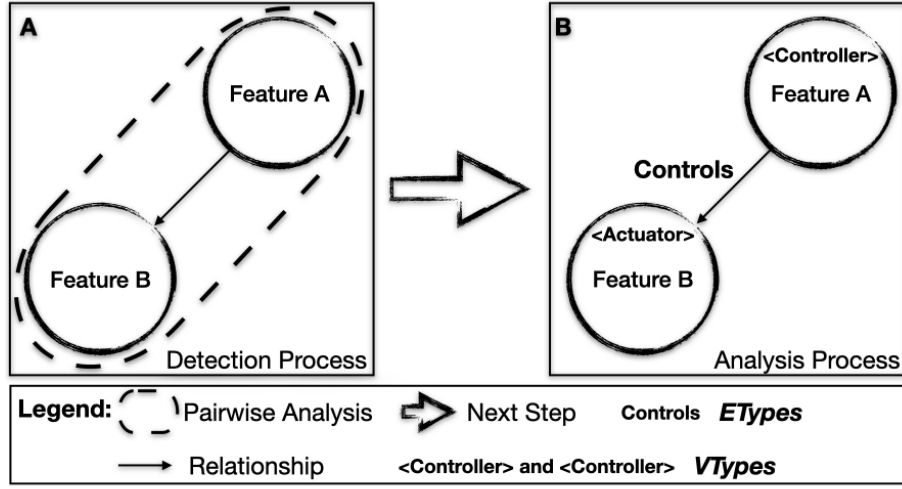 A
Feature A
Feature B
Detection Process
B
<Controller>
Feature A
Controls
<Actuator>
Feature B
Analysis Process
Legend: Pairwise Analysis Next Step Controls ETypes
Relationship <Controller> and <Controller> VTypes